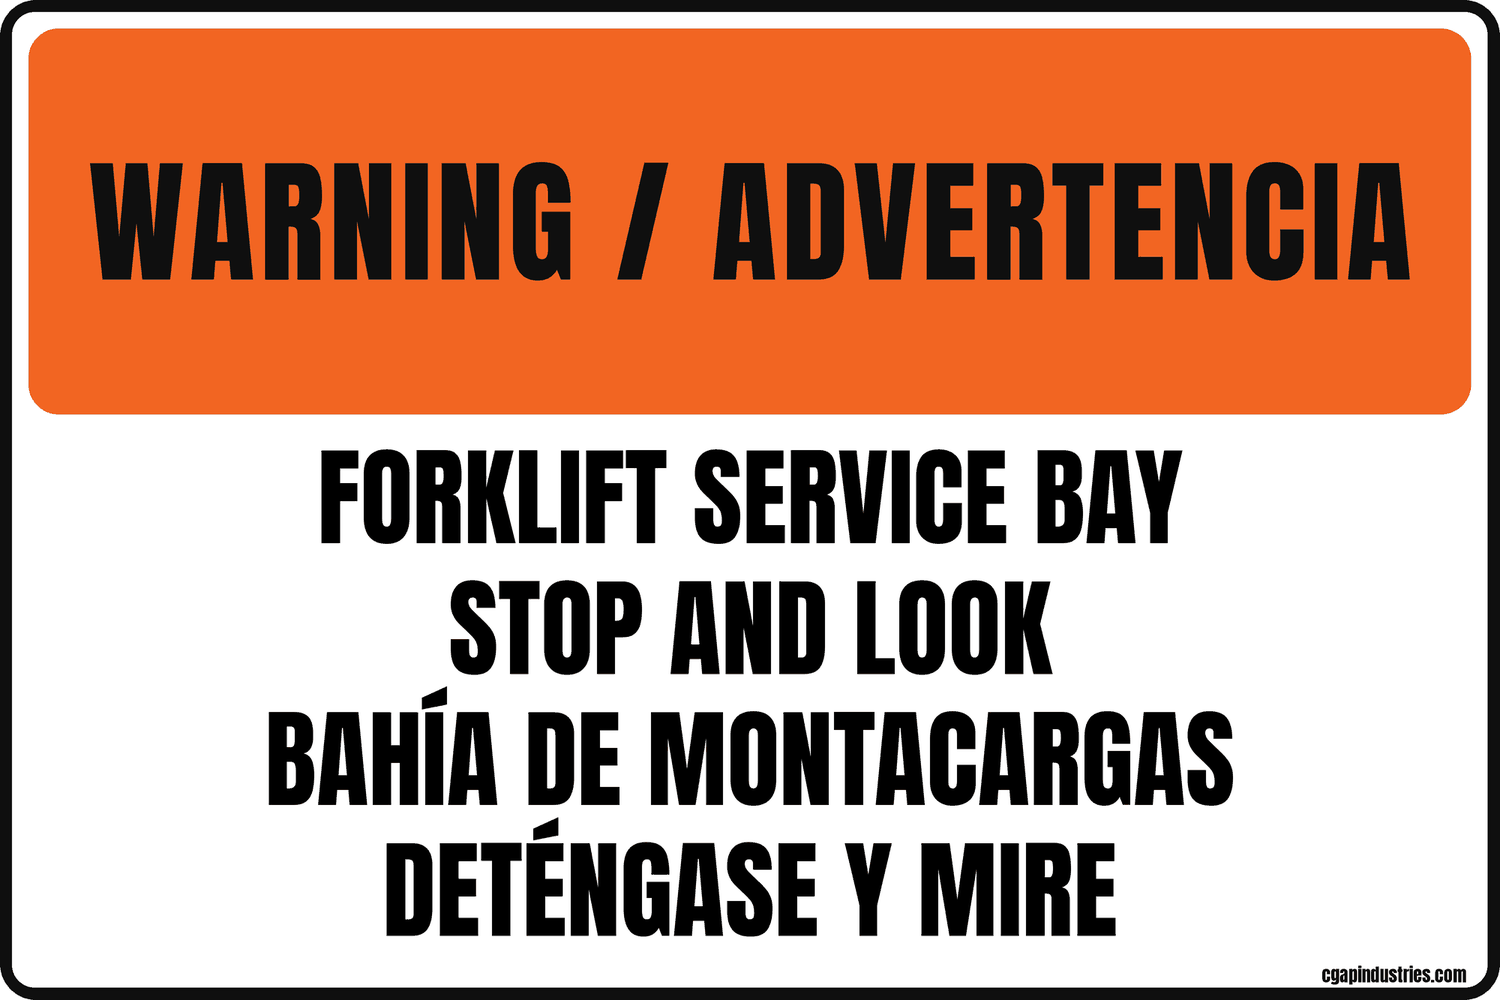 WARNING / ADVERTENCIA
FORKLIFT SERVICE BAY
STOP AND LOOK
BAHÍA DE MONTACARGAS
DETÉNGASE Y MIRE
cgapindustries.com